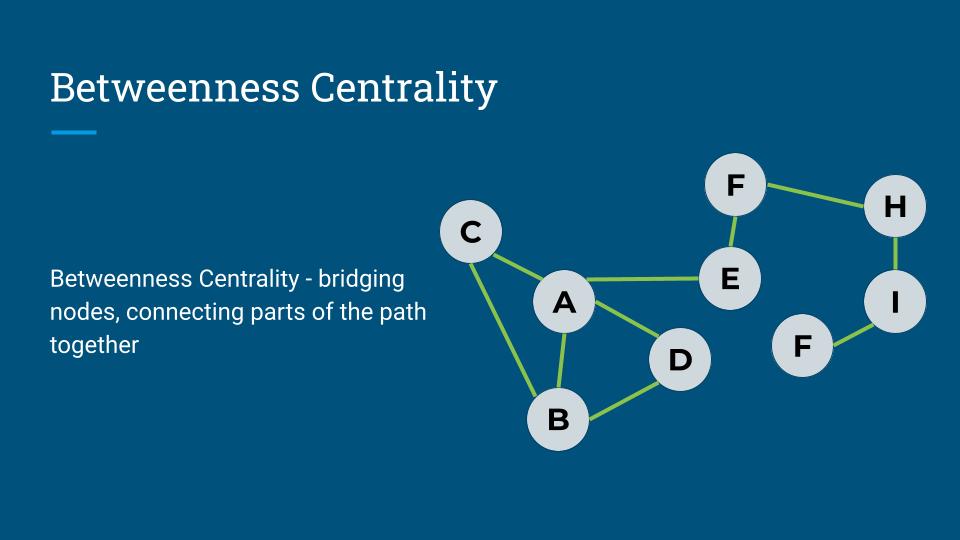 Betweenness Centrality
Betweenness Centrality - bridging
nodes, connecting parts of the path
together
F
H
C
E
A
I
F
D
B